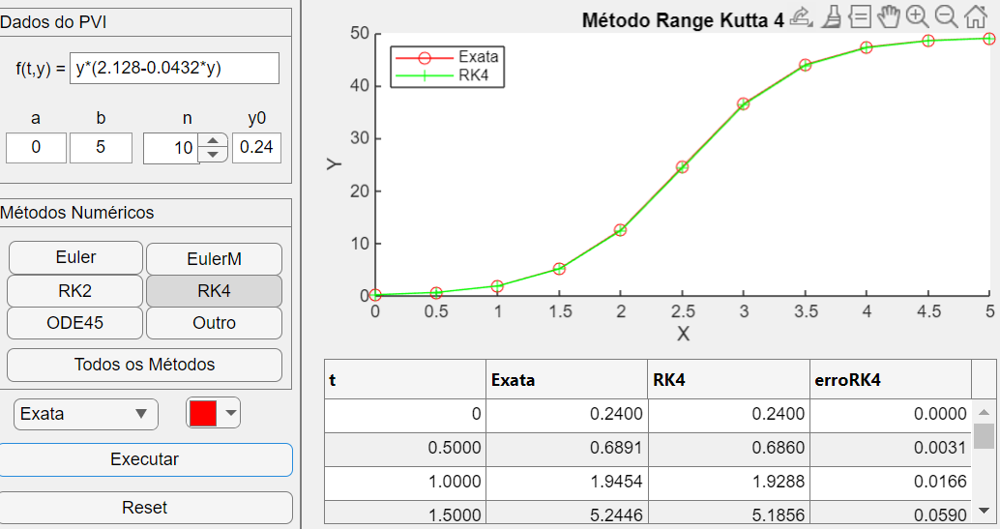 Dados do PVI
f(t,y) = y*(2.128-0.0432*y)
a b n y0
0 5 10 0.24
Métodos Numéricos
Euler EulerM
RK2 RK4
ODE45 Outro
Todos os Métodos
Exata
Executar
Reset
Método Range Kutta 4
Exata
RK4
50
40
30
20
10
0
Y
0 0.5 1 1.5 2 2.5 3 3.5 4 4.5 5
X
t Exata RK4 erroRK4
0 0.2400 0.2400 0.0000
0.5000 0.6891 0.6860 0.0031
1.0000 1.9454 1.9288 0.0166
1.5000 5.2446 5.1856 0.0590